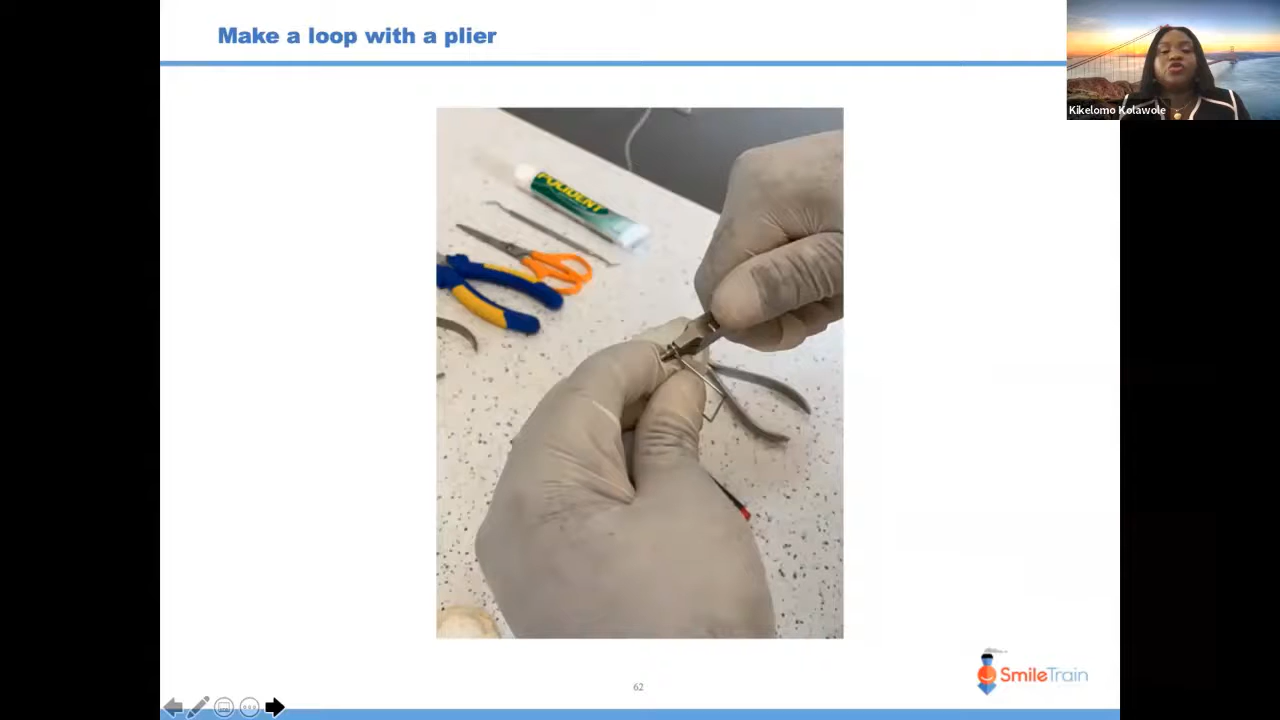 Make a loop with a plier
Kikelomo Kolawole
POLIDENT
62
SmileTrain